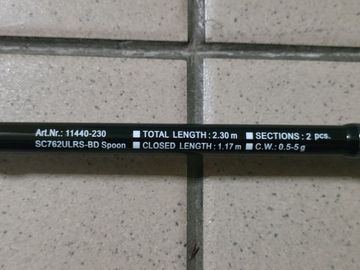 Art.Nr.: 11440-230 ■ TOTAL LENGTH : 2.30 m ■ SECTIONS : 2 pcs.
SC762ULRS-BD Spoon ■ CLOSED LENGTH : 1.17 m ■ C.W.: 0.5-5 g